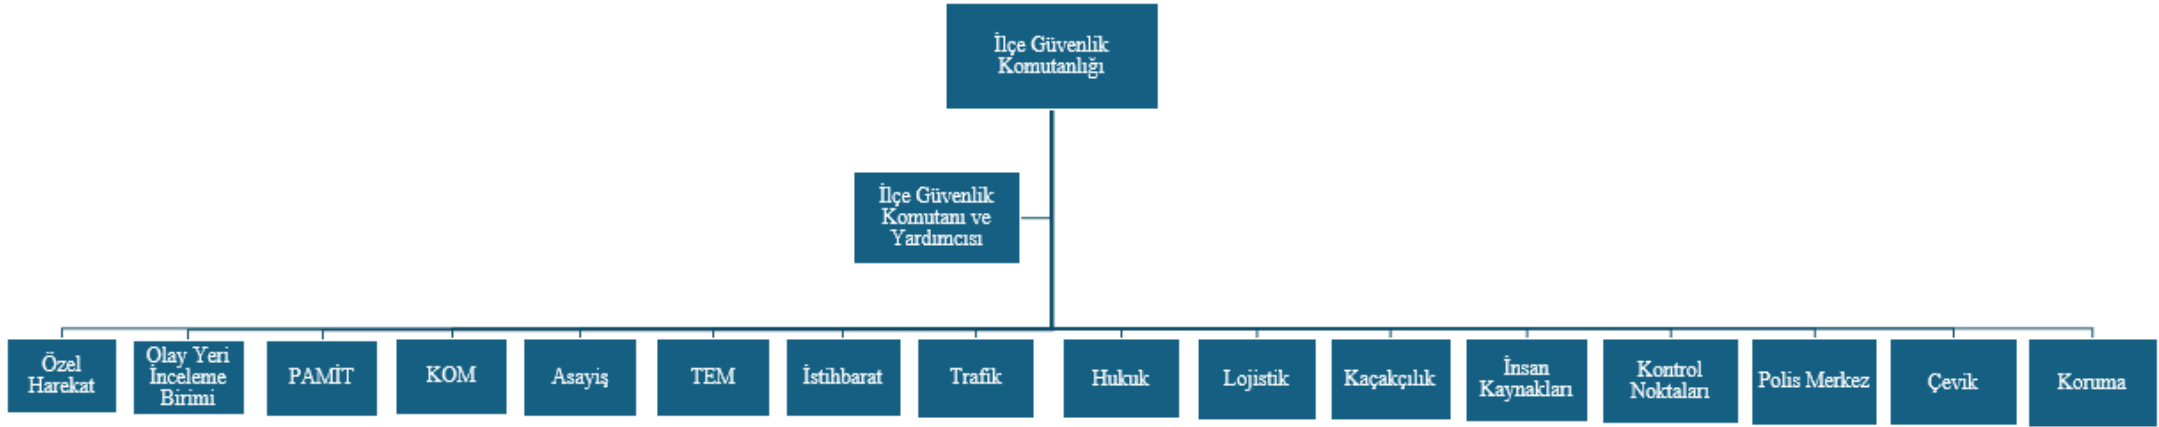 İlçe Güvenlik
Komutanlığı
İlçe Güvenlik
Komutanı ve
Yardımcısı
Özel
Harekat
Olay Yeri
İnceleme
Birimi
PAMİT
KOM
Asayiş
TEM
İstihbarat
Trafik
Hukuk
Lojistik
Kaçakçılık
İnsan
Kaynakları
Kontrol
Noktaları
Polis Merkez
Çevik
Koruma